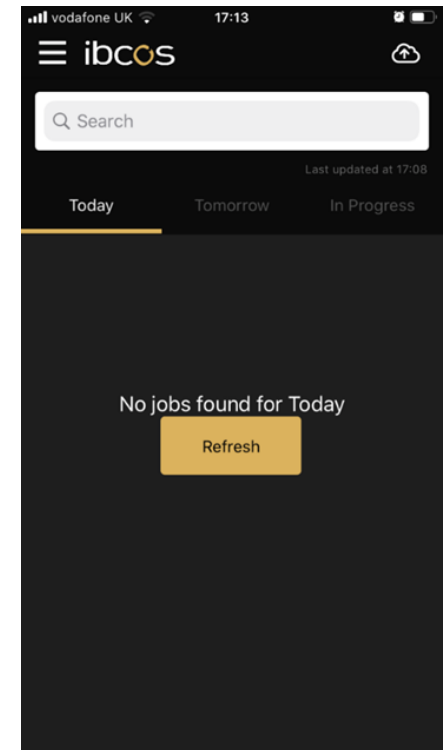 vodafone UK 17:13
ibcos
Search
Last updated at 17:08
Today Tomorrow In Progress
No jobs found for Today
Refresh